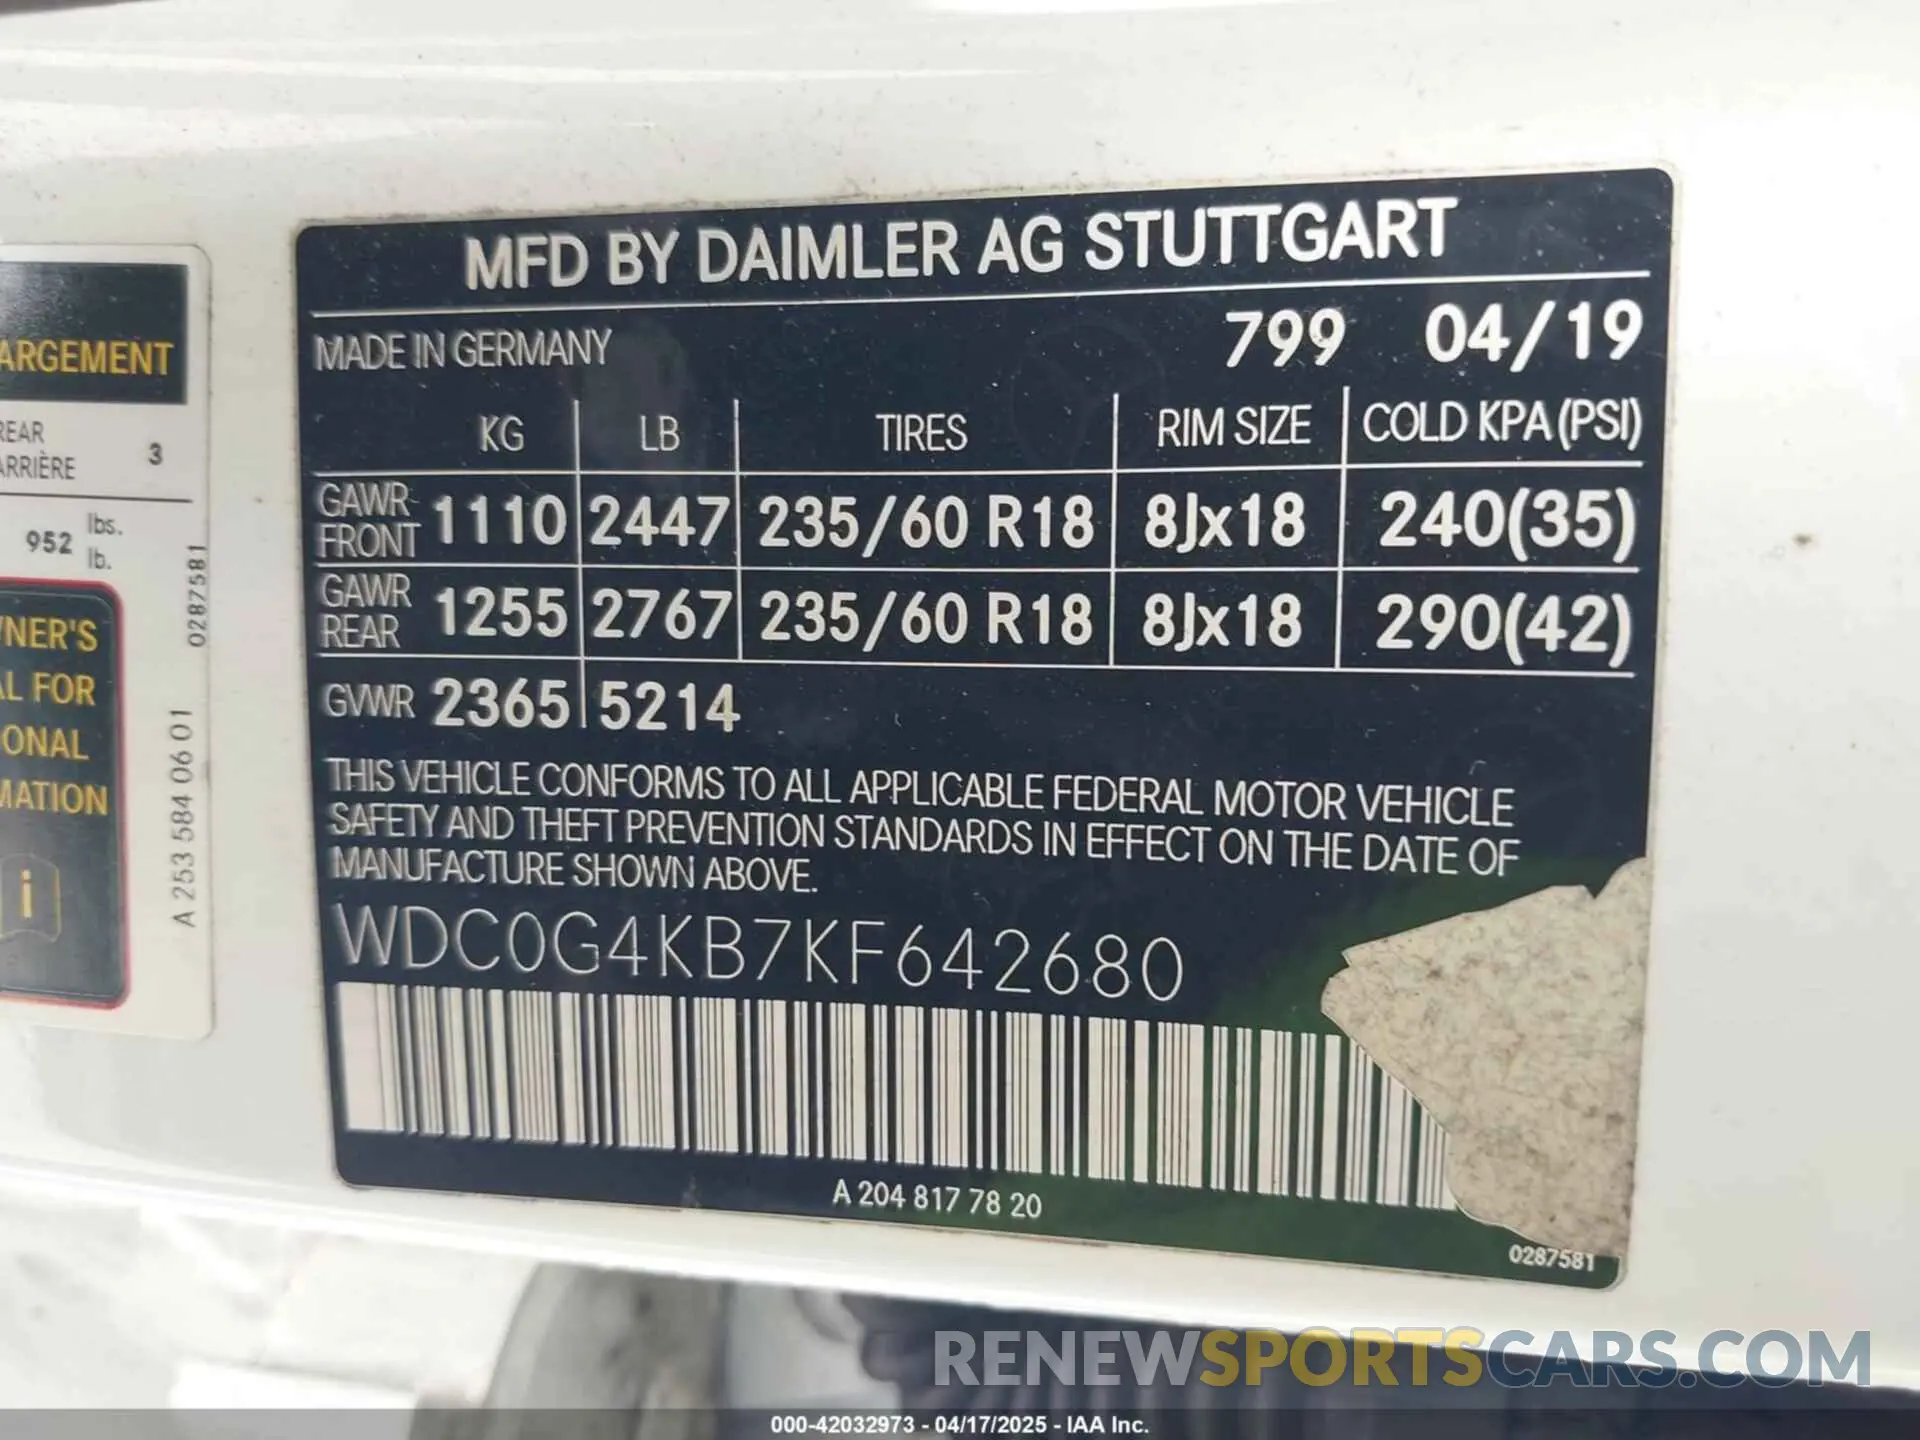 ARGEMENT
REAR
ARRIÈRE 3
952 lbs.
lb.
NER'S
L FOR
ONAL
MATION
i
A 253 584 06 01
0287581
MFD BY DAIMLER AG STUTTGART
MADE IN GERMANY 799 04/19
KG LB TIRES RIM SIZE COLD KPA (PSI)
GAWR FRONT 1110 2447 235/60 R18 8Jx18 240(35)
GAWR REAR 1255 2767 235/60 R18 8Jx18 290(42)
GVWR 2365 5214
THIS VEHICLE CONFORMS TO ALL APPLICABLE FEDERAL MOTOR VEHICLE
SAFETY AND THEFT PREVENTION STANDARDS IN EFFECT ON THE DATE OF
MANUFACTURE SHOWN ABOVE.
WDC0G4KB7KF642680
A 204 817 78 20
0287581
RENEWSPORTSCARS.COM
000-42032973 - 04/17/2025 - IAA Inc.